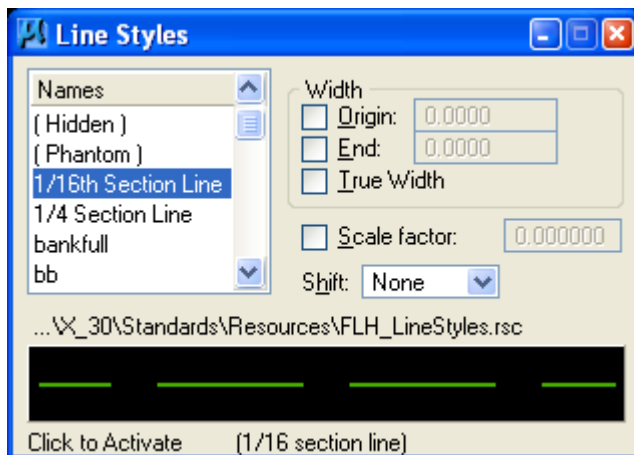 Line Styles
Names
( Hidden )
( Phantom )
1/16th Section Line
1/4 Section Line
bankfull
bb
Width
Origin: 0.0000
End: 0.0000
True Width
Scale factor: 0.000000
Shift: None
...\X_30\Standards\Resources\FLH_LineStyles.rsc
Click to Activate (1/16 section line)